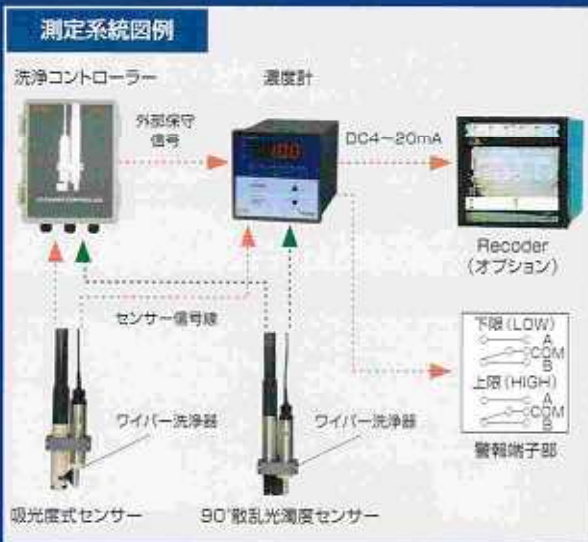 測定系統図例
洗浄コントローラー
濃度計
外部保守
信号
DC4〜20mA
100
Recoder
(オプション)
センサー信号線
下限(LOW)
A
COM
B
上限(HIGH)
A
COM
B
警報端子部
ワイパー洗浄器
ワイパー洗浄器
吸光度式センサー
90°散乱光濁度センサー